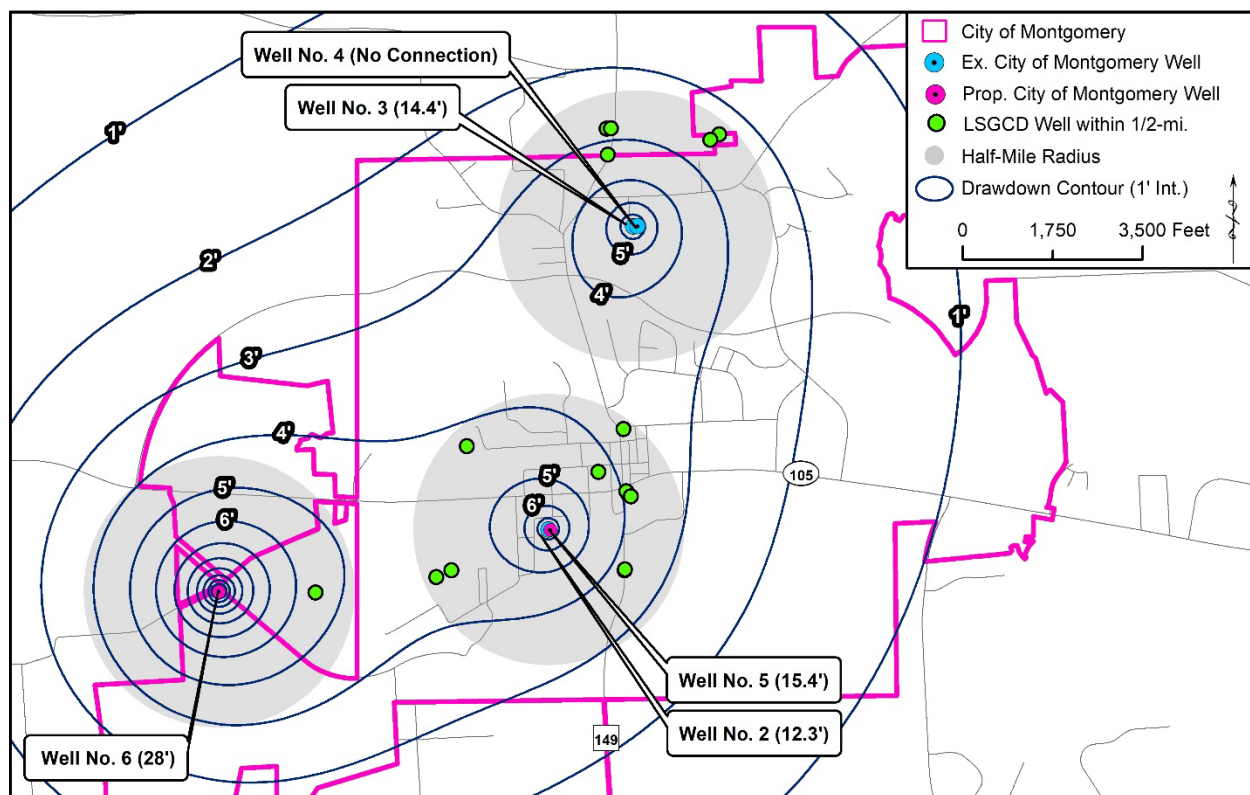 Well No. 4 (No Connection)
Well No. 3 (14.4')
City of Montgomery
Ex. City of Montgomery Well
Prop. City of Montgomery Well
LSGCD Well within 1/2-mi.
Half-Mile Radius
Drawdown Contour (1' Int.)
0 1,750 3,500 Feet
1'
2'
5'
4'
1'
3'
4'
5'
6'
5'
6'
105
Well No. 5 (15.4')
Well No. 2 (12.3')
149
Well No. 6 (28')